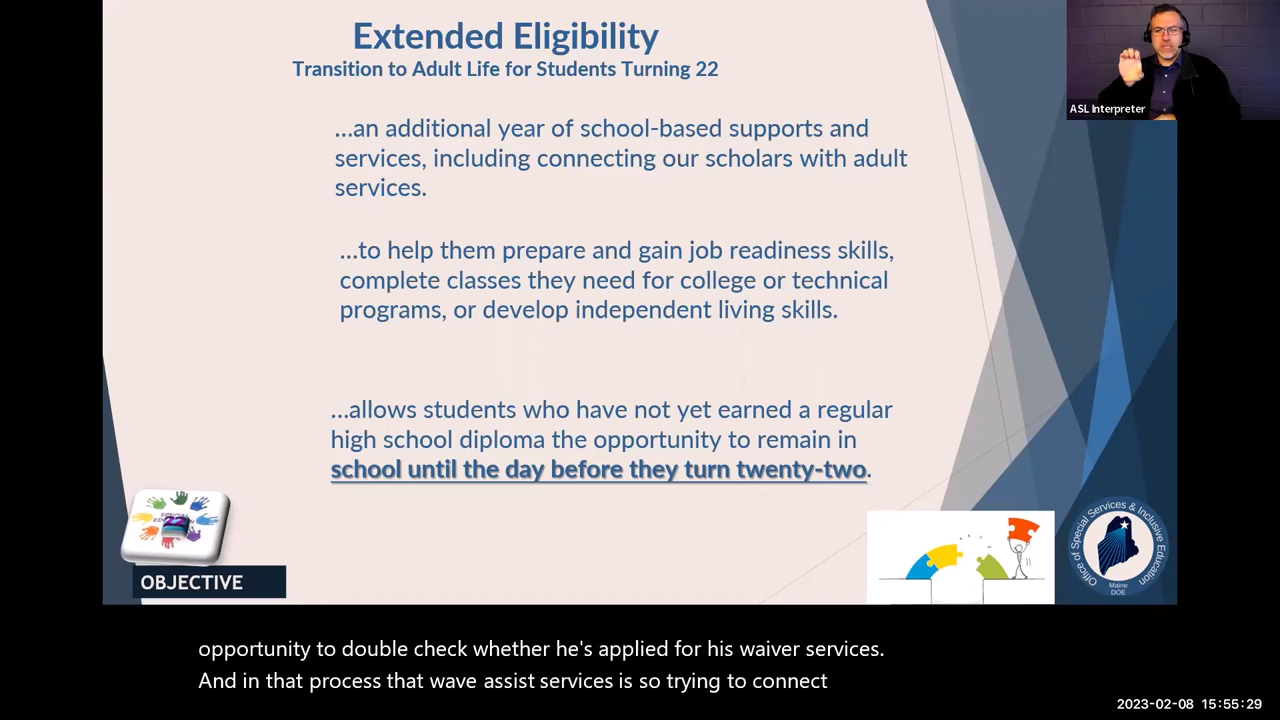 Extended Eligibility
Transition to Adult Life for Students Turning 22
ASL Interpreter
...an additional year of school-based supports and
services, including connecting our scholars with adult
services.
...to help them prepare and gain job readiness skills,
complete classes they need for college or technical
programs, or develop independent living skills.
...allows students who have not yet earned a regular
high school diploma the opportunity to remain in
school until the day before they turn twenty-two.
22
OBJECTIVE
Office of Special Services & Inclusive Education
Maine
DOE
opportunity to double check whether he's applied for his waiver services.
And in that process that wave assist services is so trying to connect
2023-02-08 15:55:29